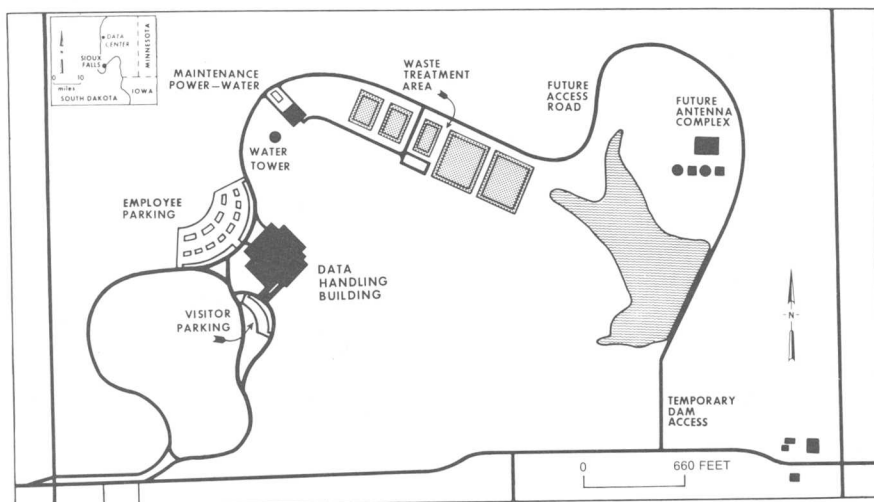 DATA
CENTER
MINNESOTA
SIOUX
FALLS
N
0 10
miles
IOWA
SOUTH DAKOTA
MAINTENANCE
POWER—WATER
WASTE
TREATMENT
AREA
FUTURE
ACCESS
ROAD
FUTURE
ANTENNA
COMPLEX
WATER
TOWER
EMPLOYEE
PARKING
DATA
HANDLING
BUILDING
VISITOR
PARKING
N
TEMPORARY
DAM
ACCESS
0 660 FEET